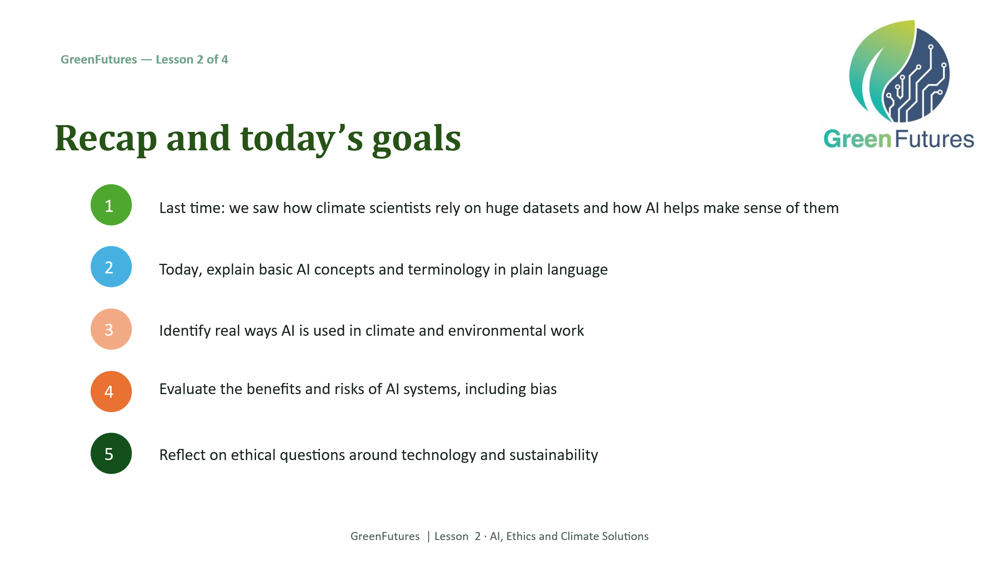 GreenFutures — Lesson 2 of 4
Green Futures
Recap and today’s goals
1 Last time: we saw how climate scientists rely on huge datasets and how AI helps make sense of them
2 Today, explain basic AI concepts and terminology in plain language
3 Identify real ways AI is used in climate and environmental work
4 Evaluate the benefits and risks of AI systems, including bias
5 Reflect on ethical questions around technology and sustainability
GreenFutures | Lesson 2 · AI, Ethics and Climate Solutions